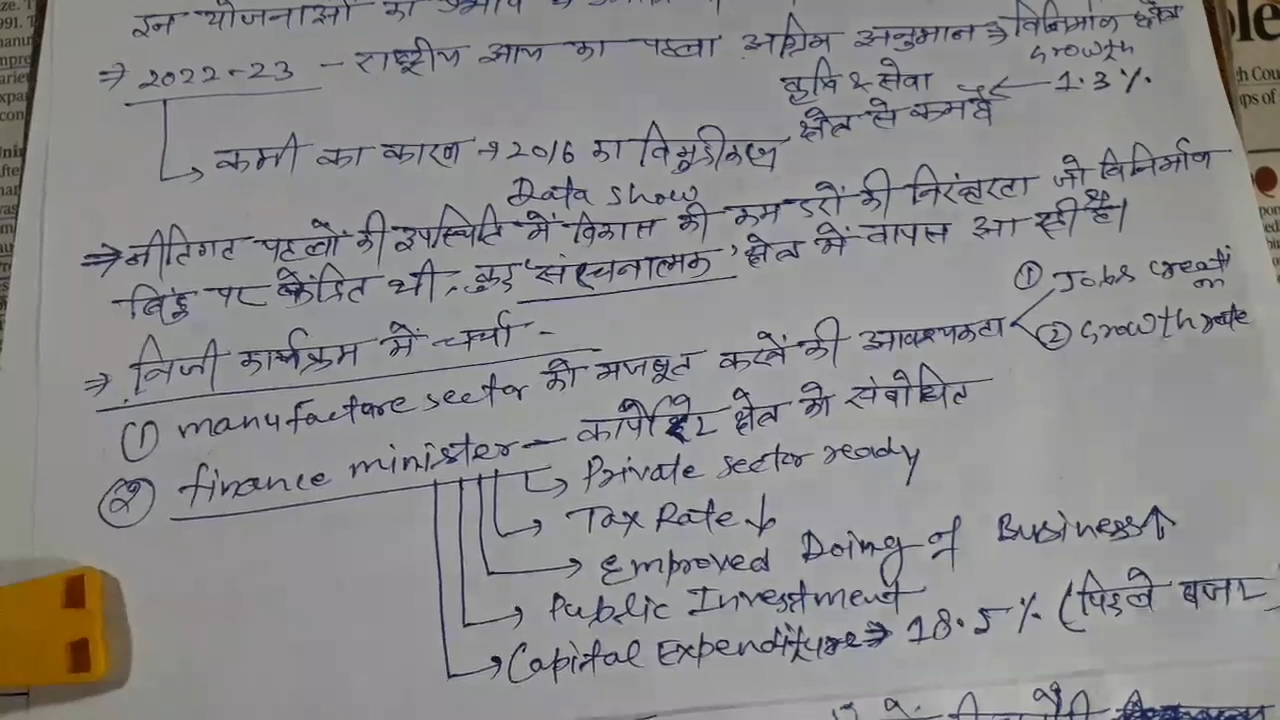 इन योजनाओं का प्रभाव
⇒ 2022-23 - राष्ट्रीय आय का पहला अग्रिम अनुमान ⇒ विनिर्माण क्षेत्र
Growth
कृषि & सेवा ← 1.3%.
क्षेत्र से कम है
↳ कमी का कारण → 2016 का विमुद्रीकरण
Data show
⇒ नीतिगत पहलों की उपस्थिति में विकास की कम दरों की निरंतरता जो विनिर्माण
बिंदु पर केंद्रित थी, कुछ 'संरचनात्मक' क्षेत्र में वापस आ रही है।
⇒ निजी कार्यक्रम में चर्चा -
(1) manufacture sector को मजबूत करने की आवश्यकता
① Jobs creation
② Growth rate
(2) finance minister - कार्पोरेट क्षेत्र को संबोधित
→ Private sector ready
→ Tax Rate ↓
→ Emproved Doing of Business ↑
→ Public Investment
→ Capital Expenditure ⇒ 18.5% (पिछले बजट